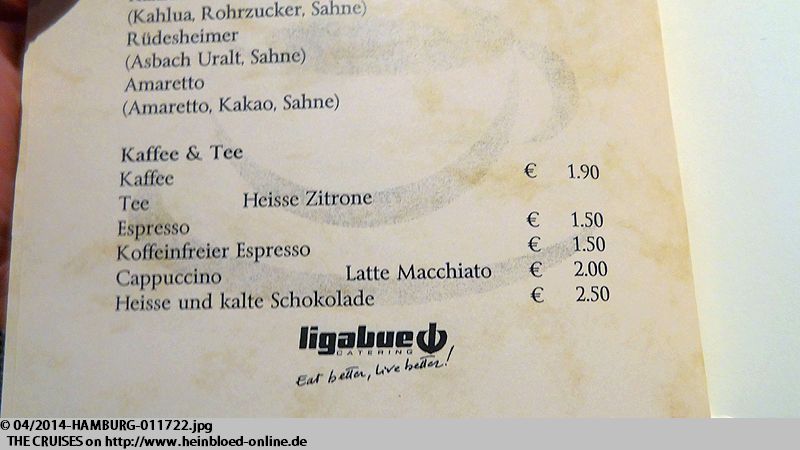 (Kahlua, Rohrzucker, Sahne)
Rüdesheimer
(Asbach Uralt, Sahne)
Amaretto
(Amaretto, Kakao, Sahne)
Kaffee & Tee
Kaffee € 1.90
Tee Heisse Zitrone
Espresso € 1.50
Koffeinfreier Espresso € 1.50
Cappuccino Latte Macchiato € 2.00
Heisse und kalte Schokolade € 2.50
ligabue
CATERING
Eat better, live better!
© 04/2014-HAMBURG-011722.jpg
THE CRUISES on http://www.heinbloed-online.de